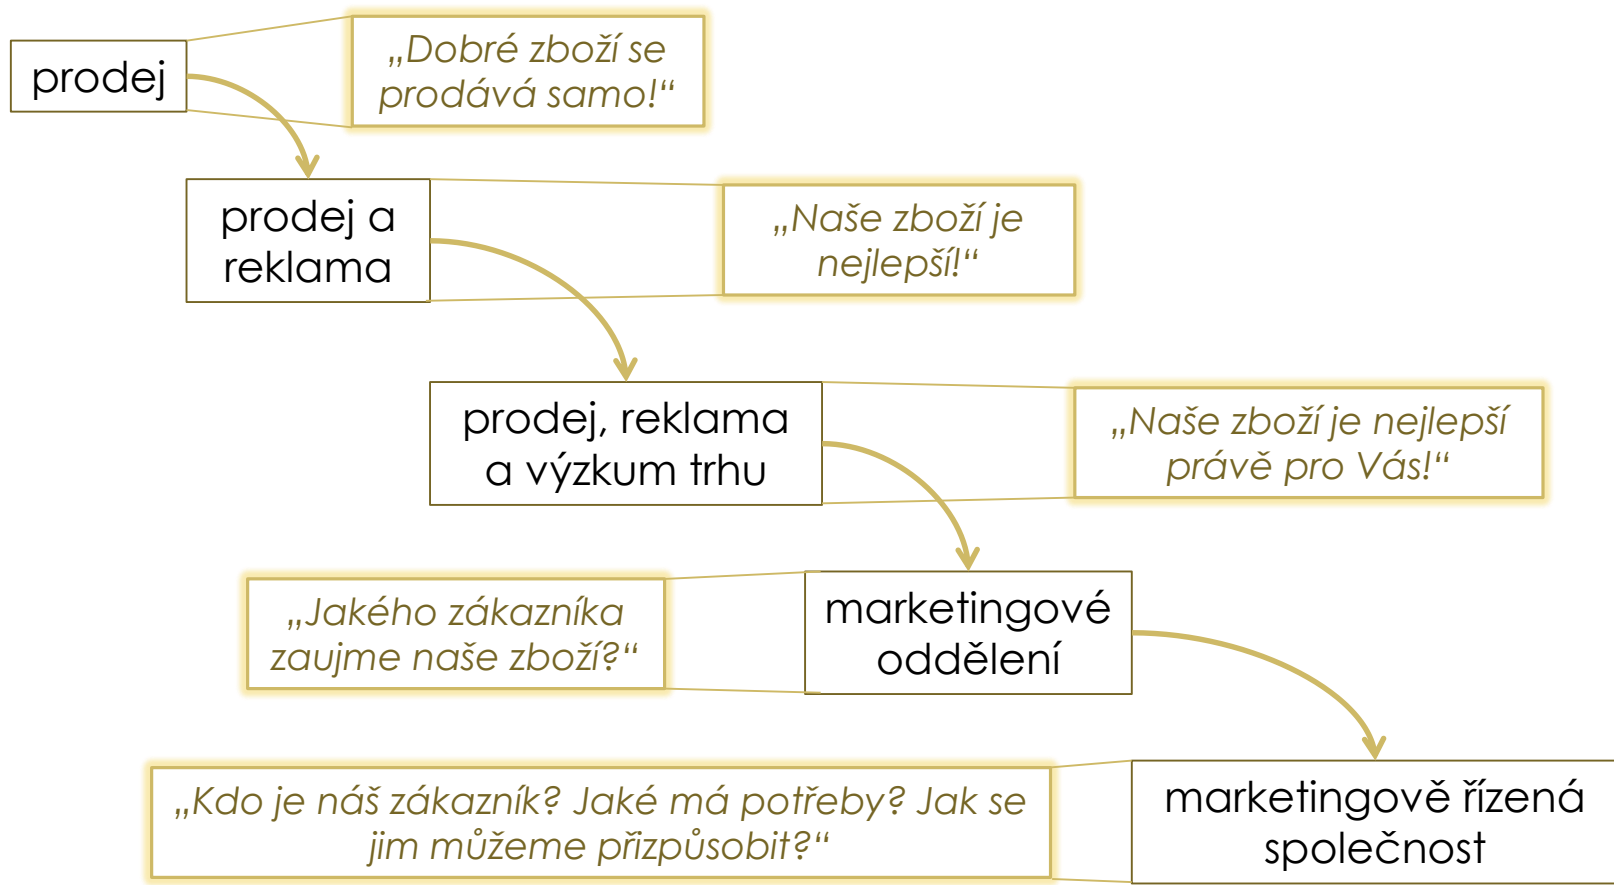 prodej
„Dobré zboží se
prodává samo!“
prodej a
reklama
„Naše zboží je
nejlepší!“
prodej, reklama
a výzkum trhu
„Naše zboží je nejlepší
právě pro Vás!“
„Jakého zákazníka
zaujme naše zboží?“
marketingové
oddělení
„Kdo je náš zákazník? Jaké má potřeby? Jak se
jim můžeme přizpůsobit?“
marketingově řízená
společnost